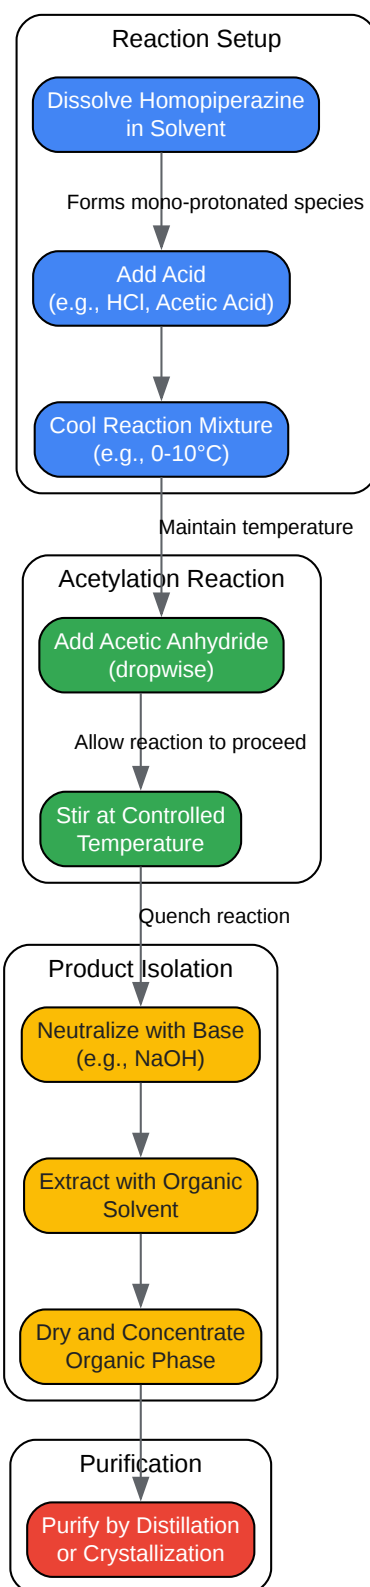 Reaction Setup
Dissolve Homopiperazine
in Solvent
Forms mono-protonated species
Add Acid
(e.g., HCl, Acetic Acid)
Cool Reaction Mixture
(e.g., 0-10°C)
Maintain temperature
Acetylation Reaction
Add Acetic Anhydride
(dropwise)
Allow reaction to proceed
Stir at Controlled
Temperature
Quench reaction
Product Isolation
Neutralize with Base
(e.g., NaOH)
Extract with Organic
Solvent
Dry and Concentrate
Organic Phase
Purification
Purify by Distillation
or Crystallization